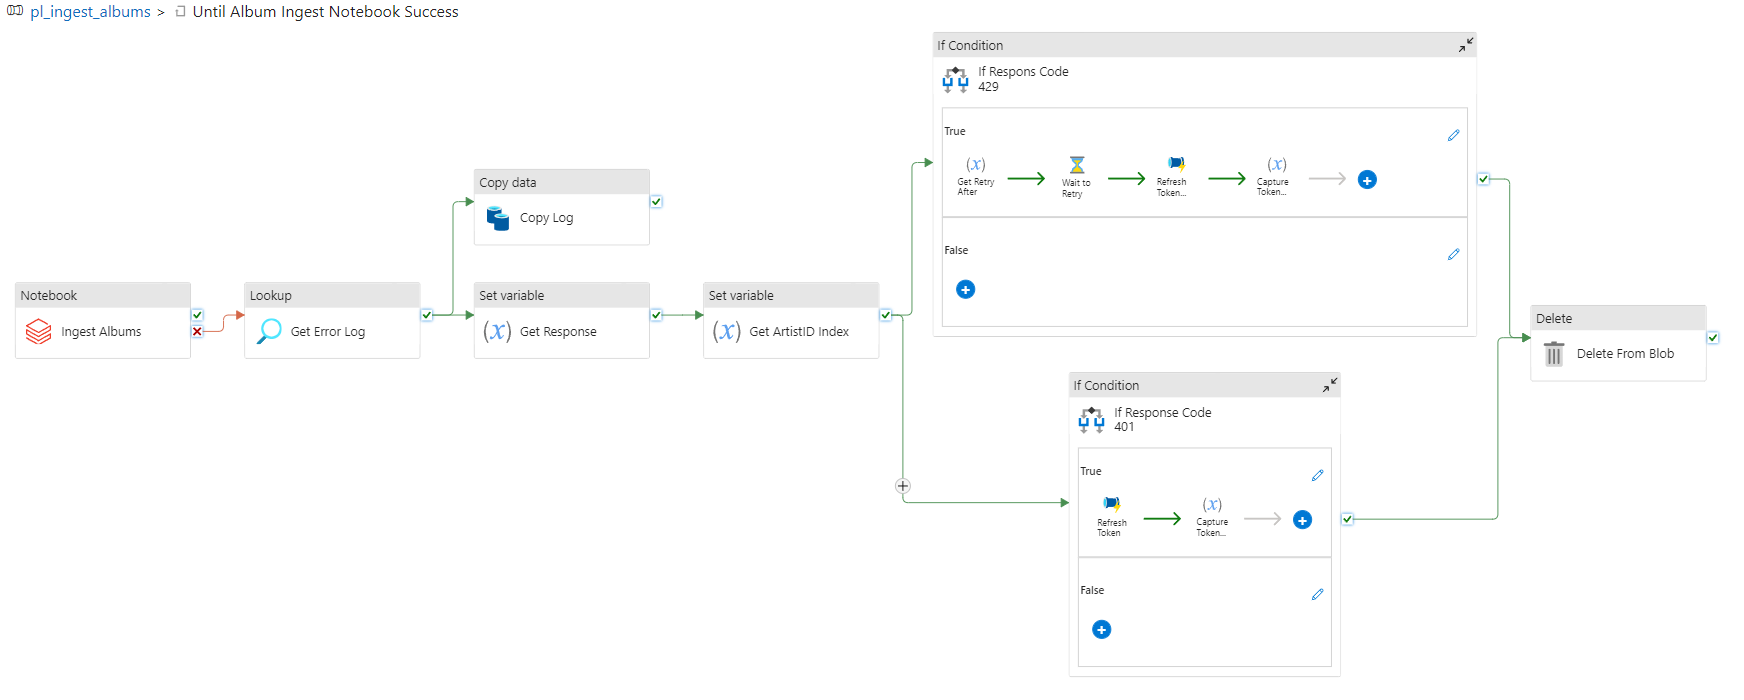 pl_ingest_albums > Until Album Ingest Notebook Success
If Condition
If Respons Code
429
True
(x) (x)
Get Retry
After
Wait to
Retry
Refresh
Token...
Capture
Token...
False
Copy data
Copy Log
Notebook
Ingest Albums
Lookup
Get Error Log
Set variable
(x) Get Response
Set variable
(x) Get ArtistID Index
If Condition
If Response Code
401
True
(x)
Refresh
Token
Capture
Token...
False
Delete
Delete From Blob